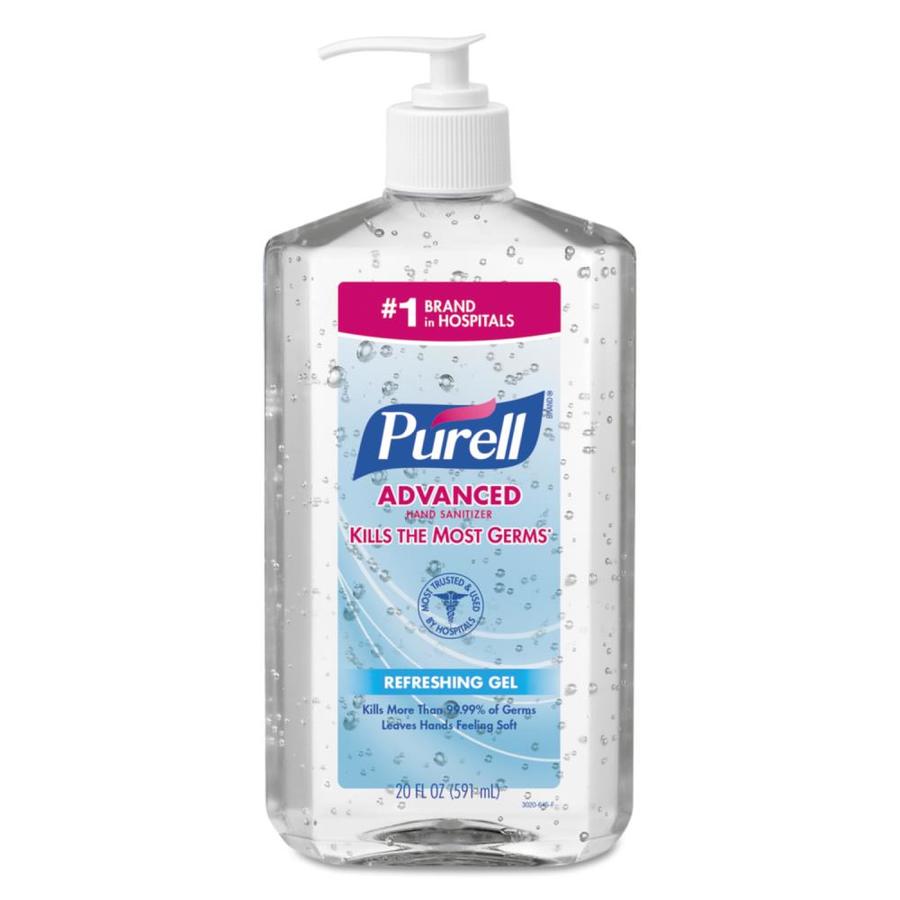 #1 BRAND
in HOSPITALS
Purell
BRAND®
ADVANCED
HAND SANITIZER
KILLS THE MOST GERMS*
MOST TRUSTED & USED
BY HOSPITALS
REFRESHING GEL
Kills More Than 99.99% of Germs
Leaves Hands Feeling Soft
20 FL OZ (591 mL)